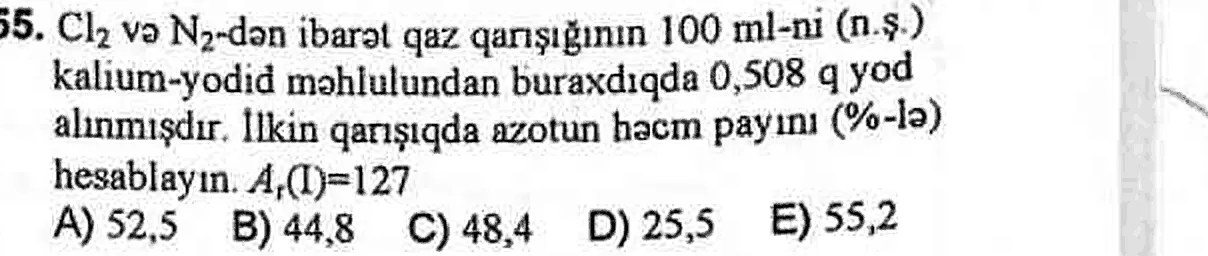 55. Cl₂ və N₂-dən ibarət qaz qarışığının 100 ml-ni (n.ş.)
kalium-yodid məhlulundan buraxdıqda 0,508 q yod
alınmışdır. İlkin qarışıqda azotun həcm payını (%-lə)
hesablayın. Aᵣ(I)=127
A) 52,5 B) 44,8 C) 48,4 D) 25,5 E) 55,2